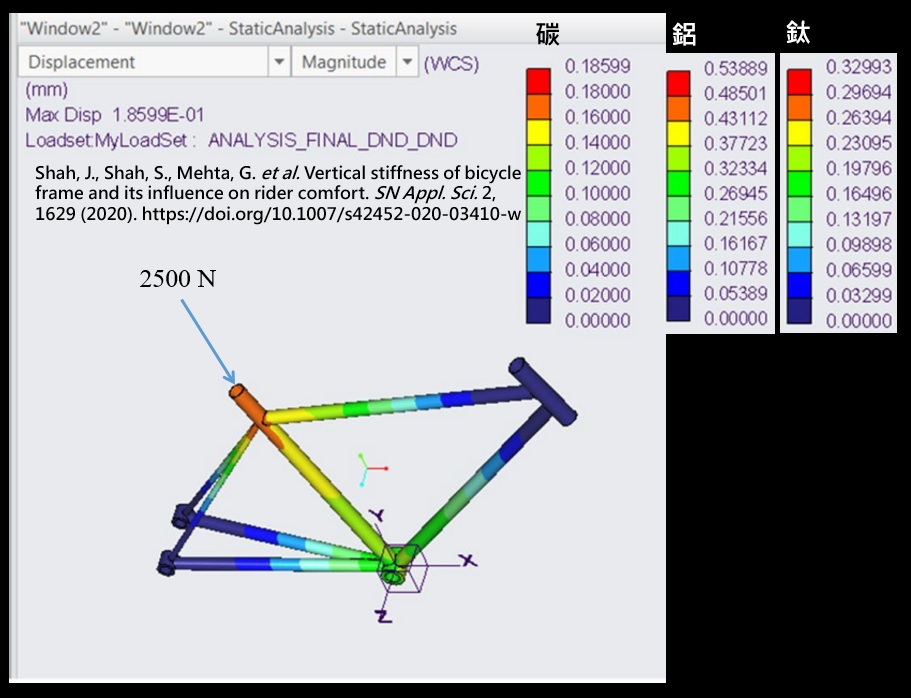 "Window2" - "Window2" - StaticAnalysis - StaticAnalysis
Displacement
Magnitude
(WCS)
(mm)
Max Disp 1.8599E-01
Loadset:MyLoadSet : ANALYSIS_FINAL_DND_DND
Shah, J., Shah, S., Mehta, G. et al. Vertical stiffness of bicycle
frame and its influence on rider comfort. SN Appl. Sci. 2,
1629 (2020). https://doi.org/10.1007/s42452-020-03410-w
碳
0.18599
0.18000
0.16000
0.14000
0.12000
0.10000
0.08000
0.06000
0.04000
0.02000
0.00000
鋁
0.53889
0.48501
0.43112
0.37723
0.32334
0.26945
0.21556
0.16167
0.10778
0.05389
0.00000
鈦
0.32993
0.29694
0.26394
0.23095
0.19796
0.16496
0.13197
0.09898
0.06599
0.03299
0.00000
2500 N
Y
X
Z